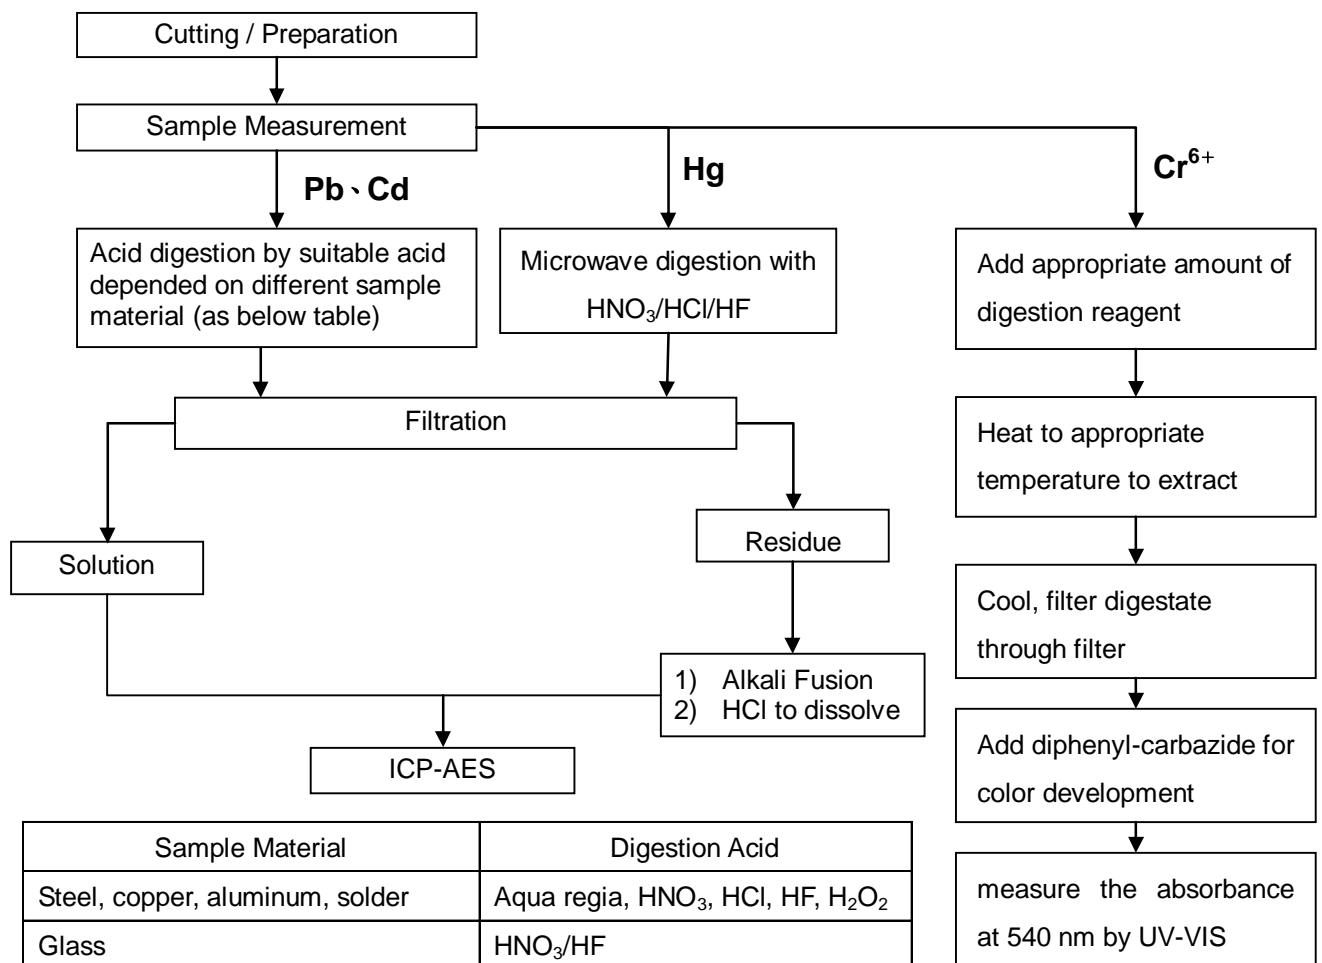 Cutting / Preparation
Sample Measurement
Pb、Cd
Hg
Cr⁶⁺
Acid digestion by suitable acid
depended on different sample
material (as below table)
Microwave digestion with
HNO₃/HCl/HF
Add appropriate amount of
digestion reagent
Filtration
Heat to appropriate
temperature to extract
Solution
Residue
Cool, filter digestate
through filter
1) Alkali Fusion
2) HCl to dissolve
Add diphenyl-carbazide for
color development
ICP-AES
measure the absorbance
at 540 nm by UV-VIS
Sample Material Digestion Acid
Steel, copper, aluminum, solder Aqua regia, HNO₃, HCl, HF, H₂O₂
Glass HNO₃/HF